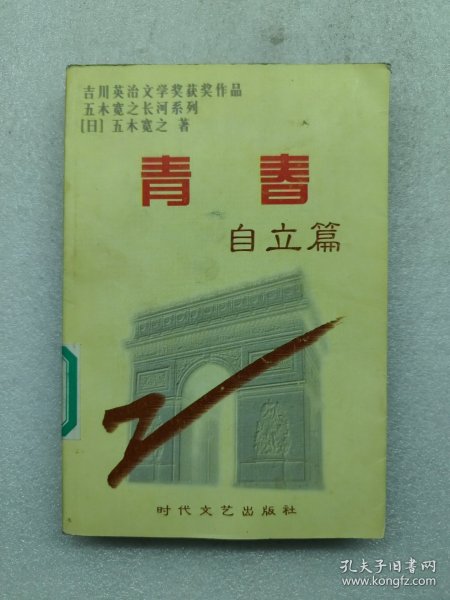 吉川英治文学奖获奖作品
五木宽之长河系列
[日] 五木宽之 著
青春
自立篇
时代文艺出版社
孔夫子旧书网
www.kongfz.com